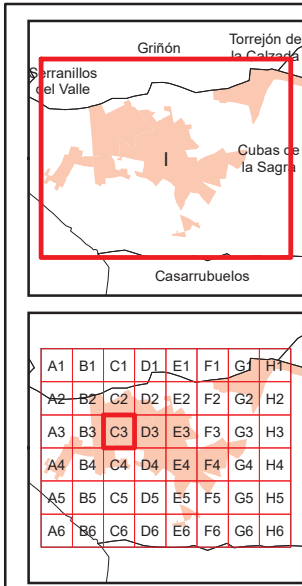 Griñón
Torrejón de
la Calzada
Serranillos
del Valle
I
Cubas de
la Sagra
Casarrubuelos
A1 B1 C1 D1 E1 F1 G1 H1
A2 B2 C2 D2 E2 F2 G2 H2
A3 B3 C3 D3 E3 F3 G3 H3
A4 B4 C4 D4 E4 F4 G4 H4
A5 B5 C5 D5 E5 F5 G5 H5
A6 B6 C6 D6 E6 F6 G6 H6